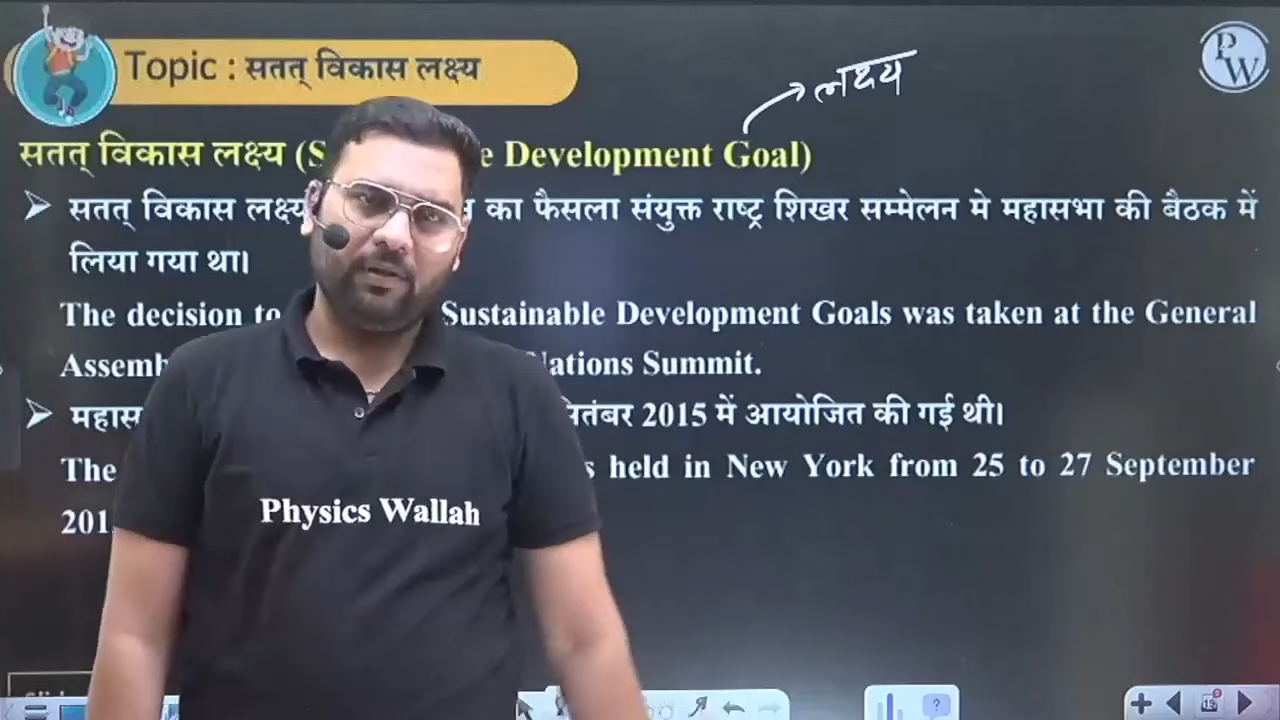 Topic : सतत् विकास लक्ष्य
PW
लक्ष्य
सतत् विकास लक्ष्य (S e Development Goal)
सतत् विकास लक्ष्य का फैसला संयुक्त राष्ट्र शिखर सम्मेलन मे महासभा की बैठक में
लिया गया था।
The decision to Sustainable Development Goals was taken at the General
Assemb Nations Summit.
महास सितंबर 2015 में आयोजित की गई थी।
The s held in New York from 25 to 27 September
201
Physics Wallah